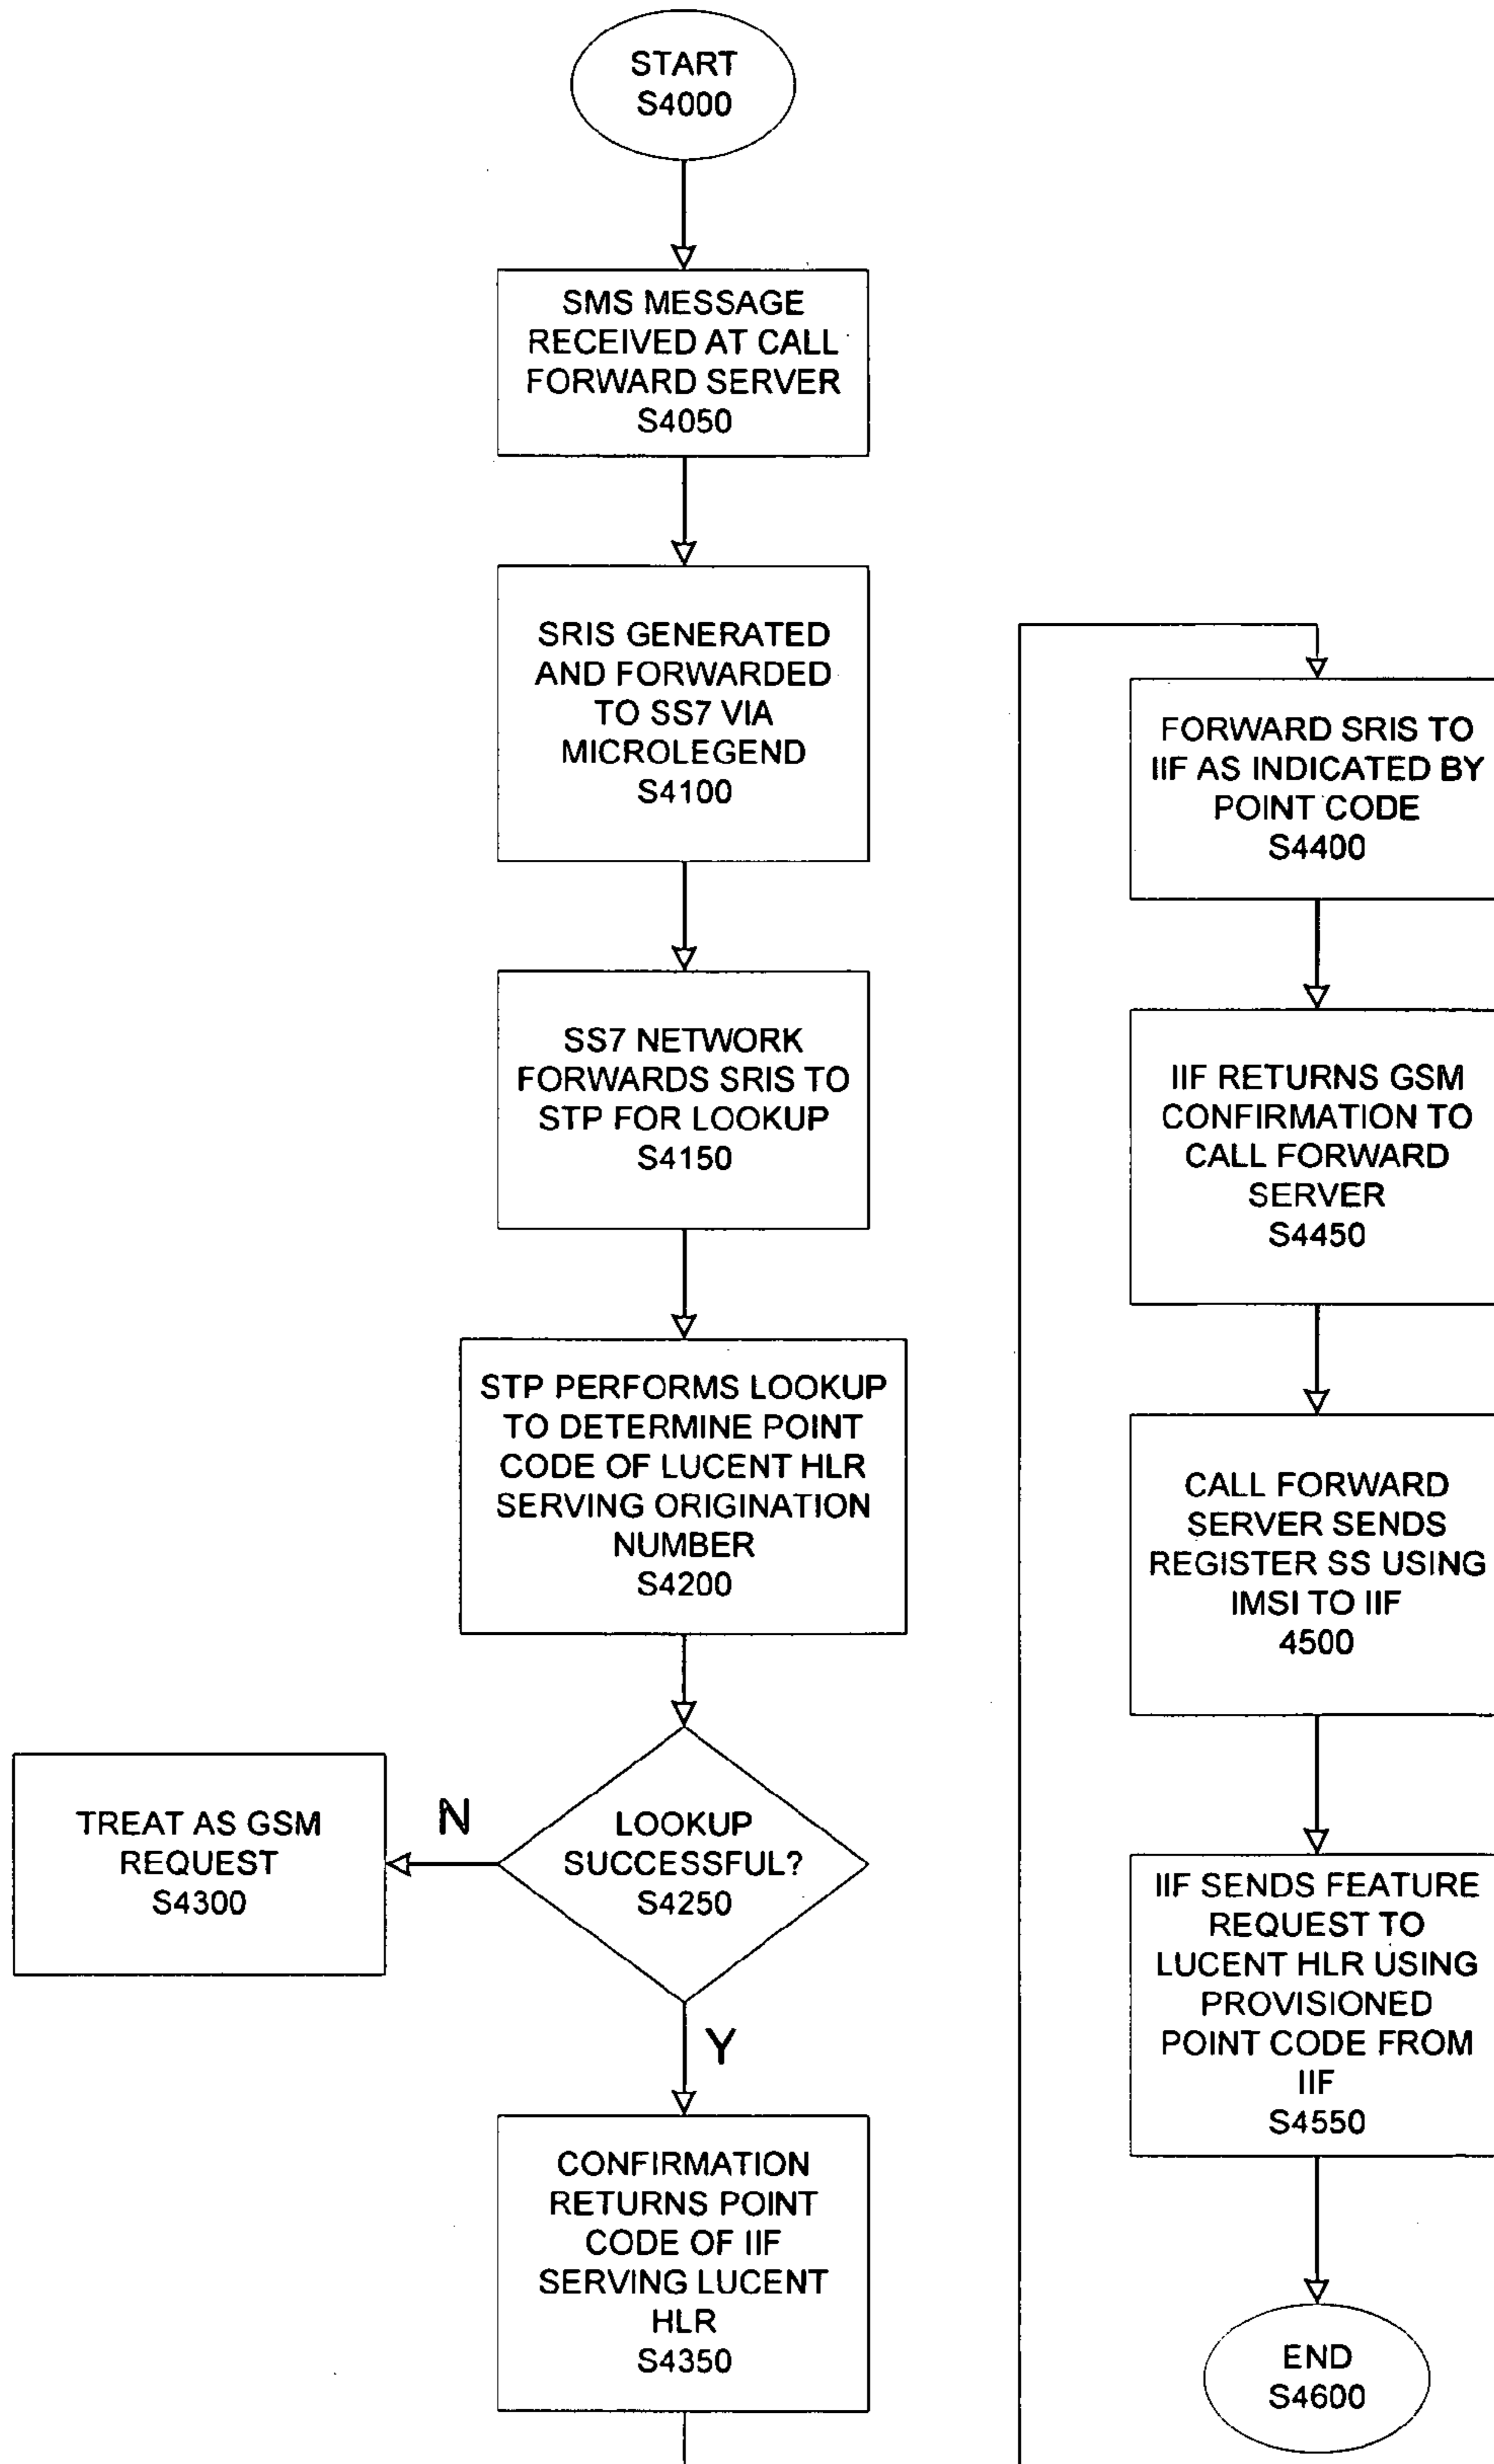 START
S4000
SMS MESSAGE
RECEIVED AT CALL
FORWARD SERVER
S4050
SRIS GENERATED
AND FORWARDED
TO SS7 VIA
MICROLEGEND
S4100
SS7 NETWORK
FORWARDS SRIS TO
STP FOR LOOKUP
S4150
STP PERFORMS LOOKUP
TO DETERMINE POINT
CODE OF LUCENT HLR
SERVING ORIGINATION
NUMBER
S4200
LOOKUP
SUCCESSFUL?
S4250
N
TREAT AS GSM
REQUEST
S4300
Y
CONFIRMATION
RETURNS POINT
CODE OF IIF
SERVING LUCENT
HLR
S4350
FORWARD SRIS TO
IIF AS INDICATED BY
POINT CODE
S4400
IIF RETURNS GSM
CONFIRMATION TO
CALL FORWARD
SERVER
S4450
CALL FORWARD
SERVER SENDS
REGISTER SS USING
IMSI TO IIF
4500
IIF SENDS FEATURE
REQUEST TO
LUCENT HLR USING
PROVISIONED
POINT CODE FROM
IIF
S4550
END
S4600